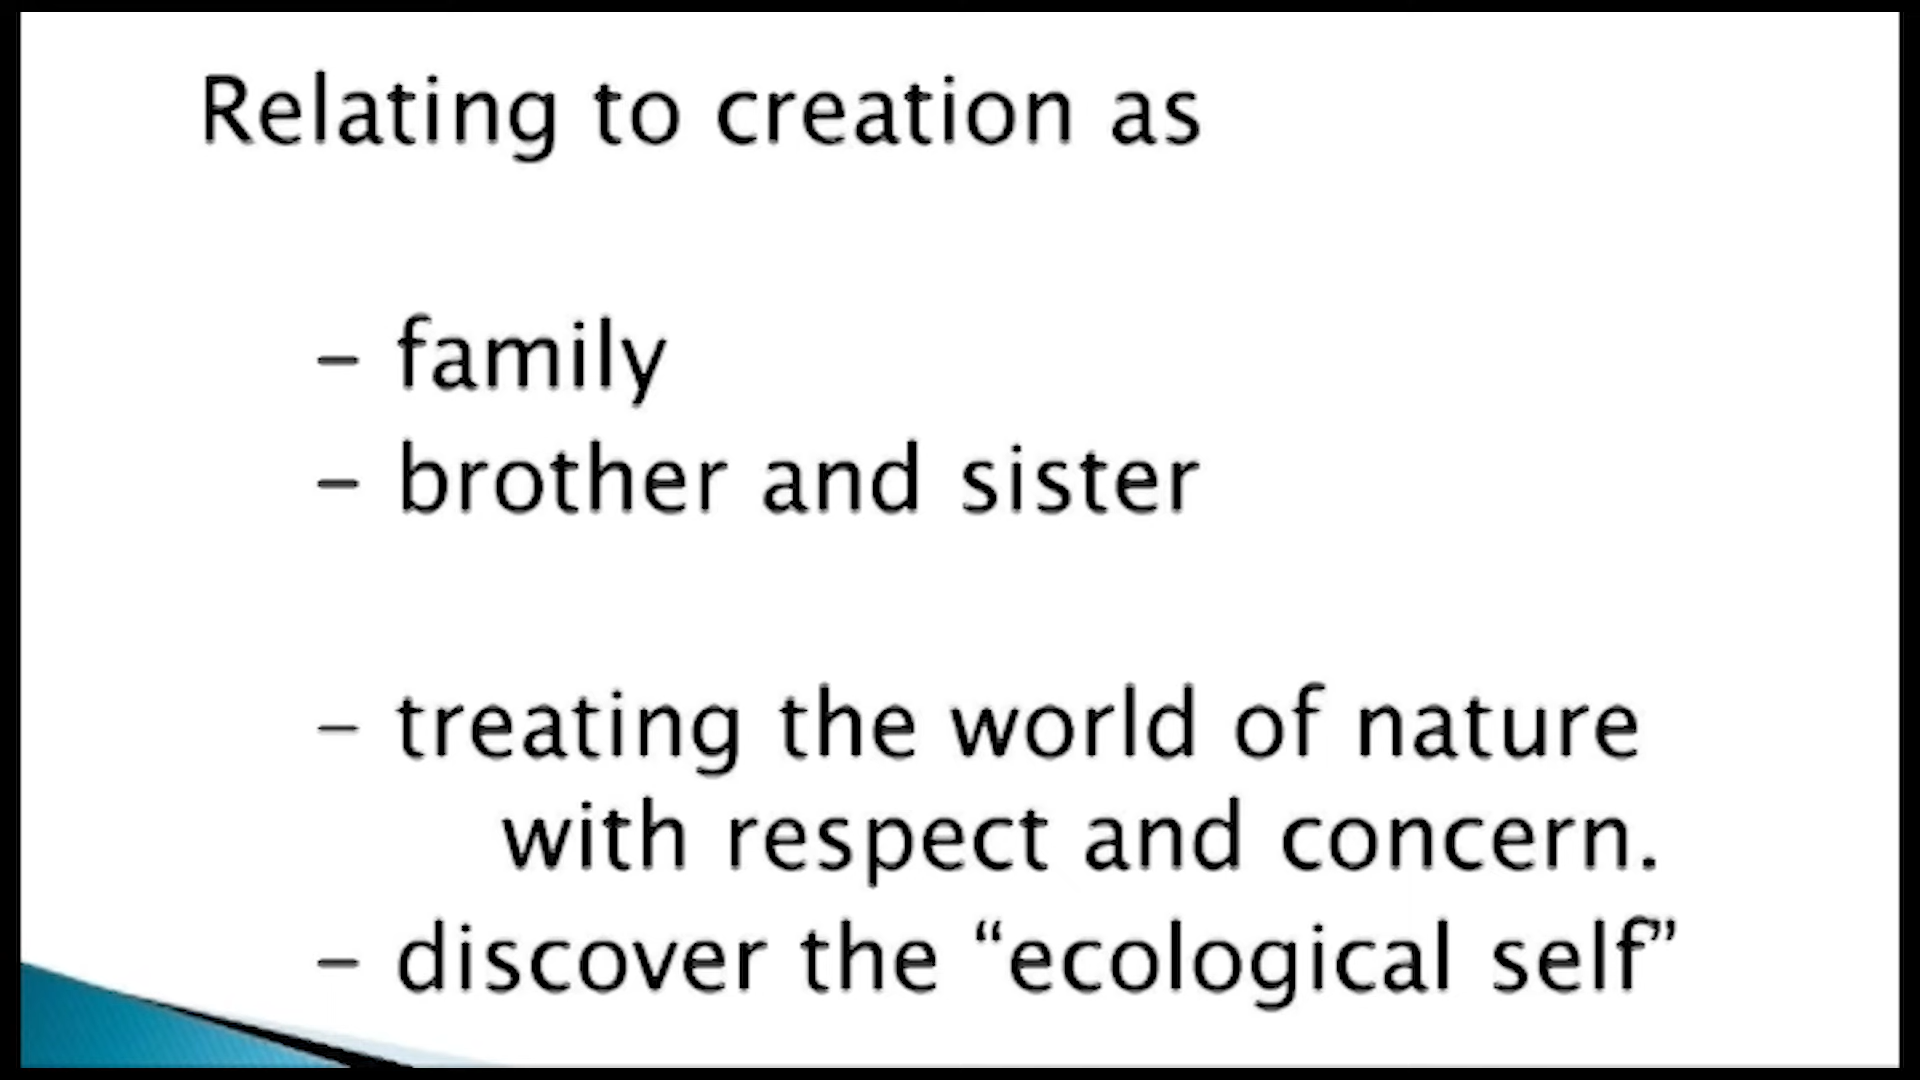 Relating to creation as
– family
– brother and sister
– treating the world of nature
with respect and concern.
– discover the “ecological self”